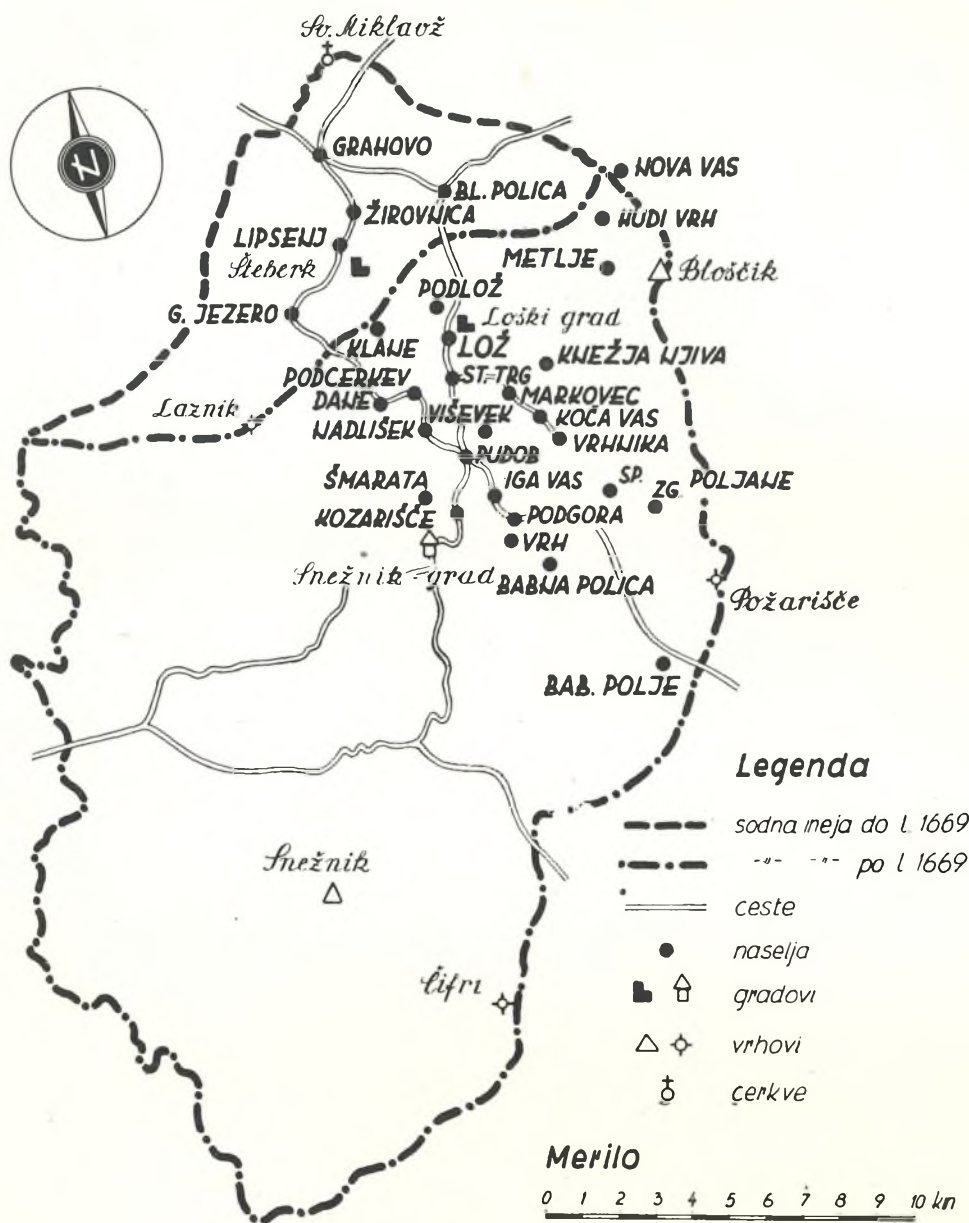 Sv. Miklavž
GRAHOVO
NOVA VAS
BL. POLICA
ŽIROVNICA
HUDI VRH
LIPSENJ
METLJE
Šteberk
Bloščik
PODLOŽ
G. JEZERO
Loški grad
KLANE
LOŽ
KNEŽJA NJIVA
PODCERKEV
ST. TRG
MARKOVEC
DANE
Laznik
VIŠEVEK
KOČA VAS
NADLIŠEK
VRHNIKA
PUDOB
ŠMARATA
IGA VAS
SP.
ZG.
POLJANE
KOZARIŠČE
PODGORA
VRH
Snežnik-grad
BABNA POLICA
Požarišče
BAB. POLJE
Legenda
sodna meja do l. 1669
-"- -"- po l. 1669
ceste
Snežnik
naselja
gradovi
Čifri
vrhovi
cerkve
Merilo
0 1 2 3 4 5 6 7 8 9 10 km